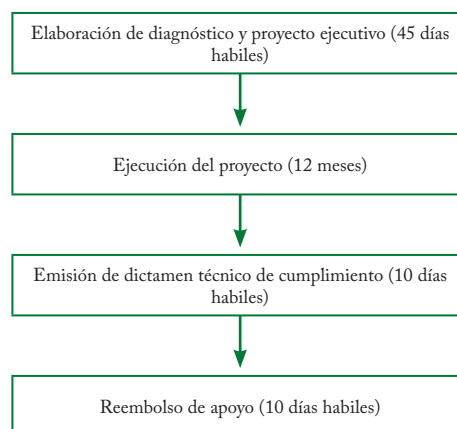 Elaboración de diagnóstico y proyecto ejecutivo (45 días
habiles)
Ejecución del proyecto (12 meses)
Emisión de dictamen técnico de cumplimiento (10 días
habiles)
Reembolso de apoyo (10 días habiles)